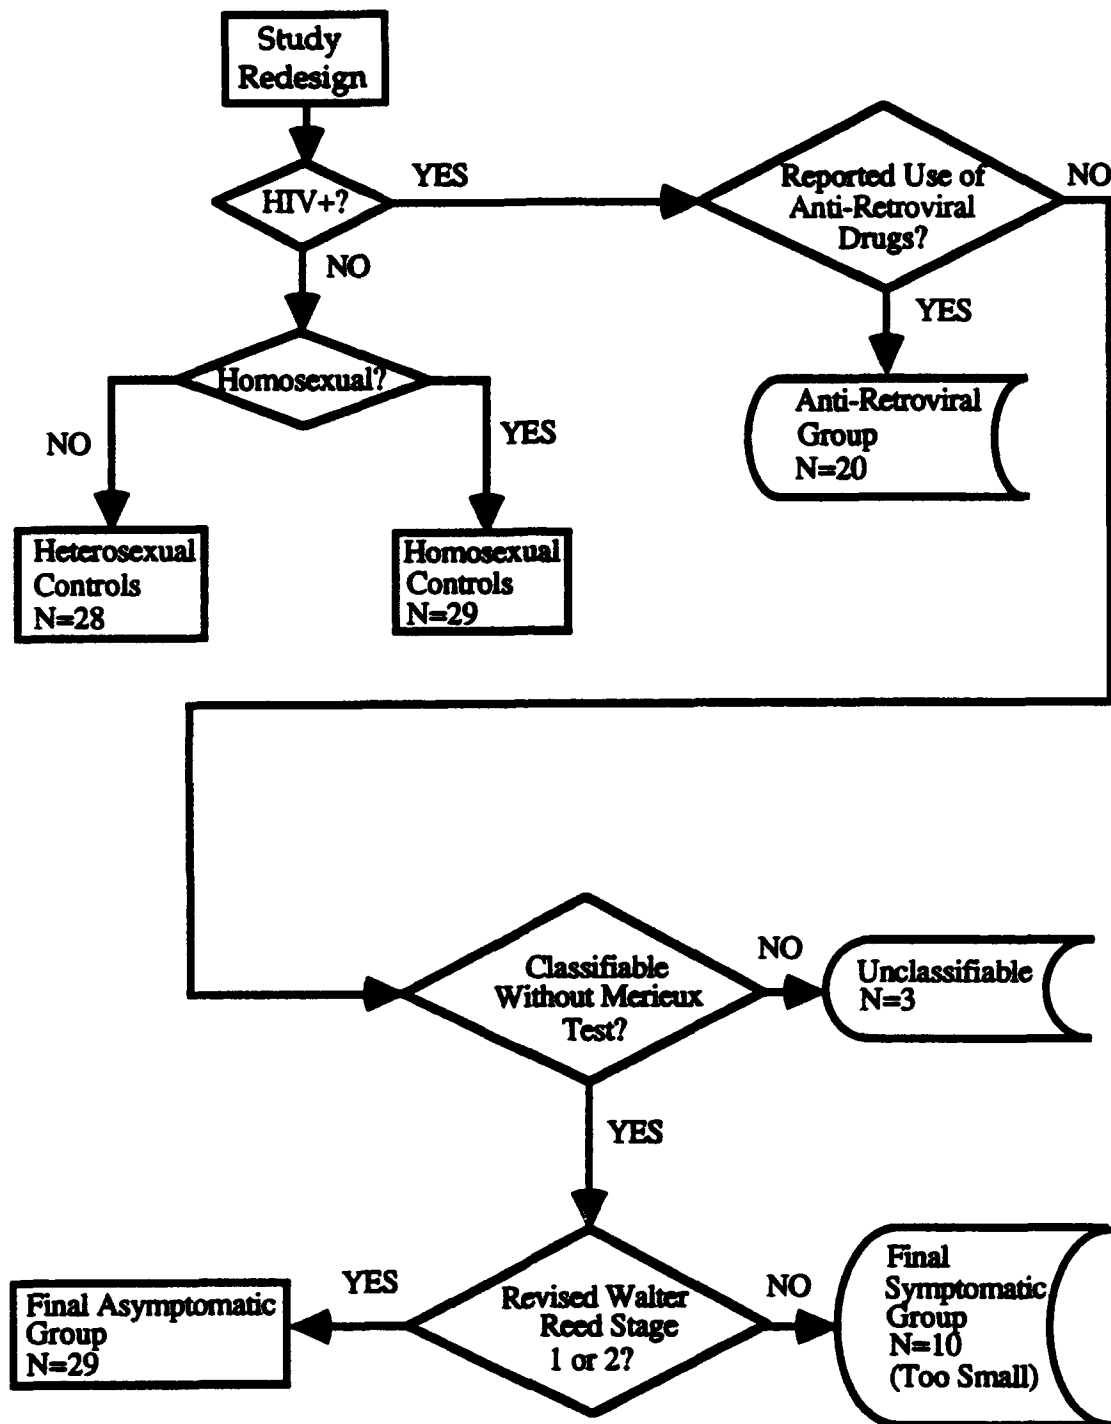 Study
Redesign
HIV+?
YES
Reported Use of
Anti-Retroviral
Drugs?
NO
NO
YES
Homosexual?
Anti-Retroviral
Group
N=20
NO
YES
Heterosexual
Controls
N=28
Homosexual
Controls
N=29
Classifiable
Without Merieux
Test?
NO
Unclassifiable
N=3
YES
Revised Walter
Reed Stage
1 or 2?
YES
NO
Final Asymptomatic
Group
N=29
Final
Symptomatic
Group
N=10
(Too Small)